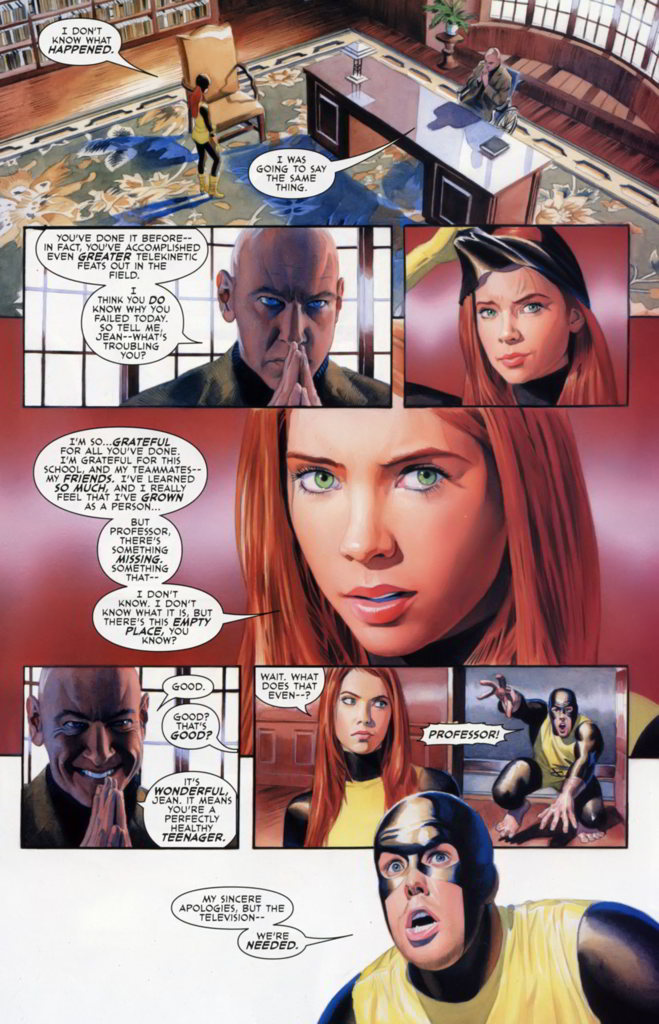 I DON'T
KNOW WHAT
HAPPENED.
I WAS
GOING TO SAY
THE SAME
THING.
YOU'VE DONE IT BEFORE--
IN FACT, YOU'VE ACCOMPLISHED
EVEN GREATER TELEKINETIC
FEATS OUT IN THE
FIELD.
I
THINK YOU DO
KNOW WHY YOU
FAILED TODAY.
SO TELL ME,
JEAN--WHAT'S
TROUBLING
YOU?
I'M SO...GRATEFUL
FOR ALL YOU'VE DONE.
I'M GRATEFUL FOR THIS
SCHOOL, AND MY TEAMMATES--
MY FRIENDS. I'VE LEARNED
SO MUCH, AND I REALLY
FEEL THAT I'VE GROWN
AS A PERSON...
BUT
PROFESSOR,
THERE'S
SOMETHING
MISSING.
SOMETHING
THAT--
I DON'T
KNOW. I DON'T
KNOW WHAT IT IS, BUT
THERE'S THIS EMPTY
PLACE, YOU
KNOW?
GOOD.
GOOD?
THAT'S
GOOD?
IT'S
WONDERFUL,
JEAN. IT MEANS
YOU'RE A
PERFECTLY
HEALTHY
TEENAGER.
WAIT. WHAT
DOES THAT
EVEN--?
PROFESSOR!
MY SINCERE
APOLOGIES, BUT THE
TELEVISION--
WE'RE
NEEDED.